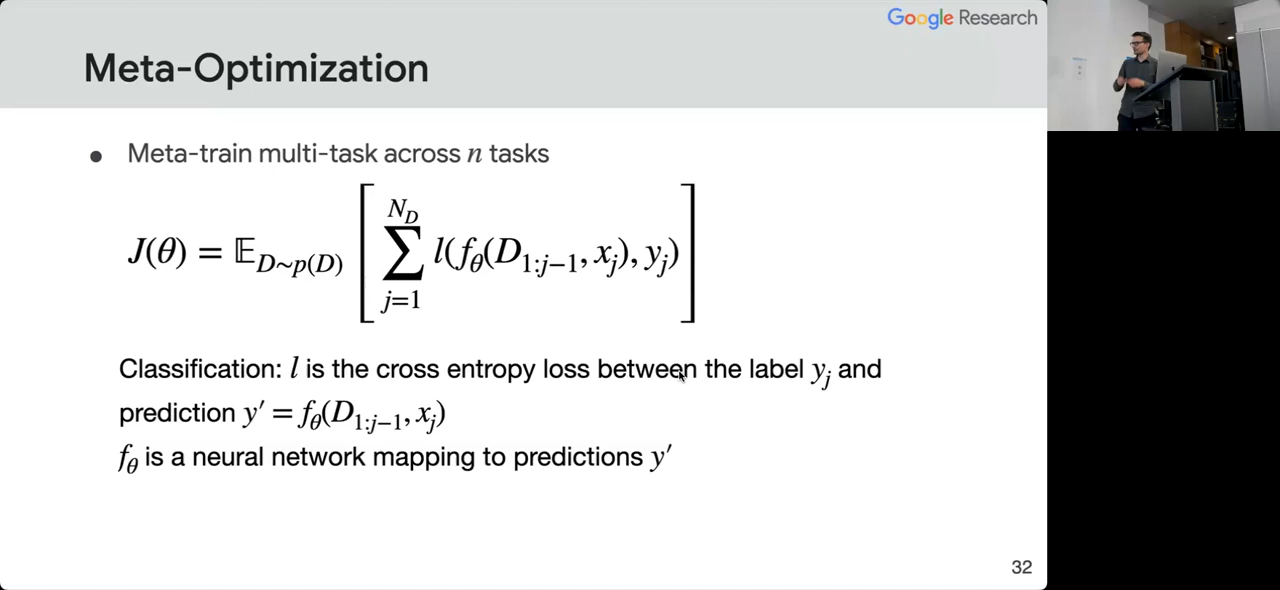 Google Research
Meta-Optimization
• Meta-train multi-task across n tasks
J(θ) = 𝔼_{D∼p(D)} [ ∑_{j=1}^{N_D} l(f_θ(D_{1:j−1}, x_j), y_j) ]
Classification: l is the cross entropy loss between the label y_j and
prediction y′ = f_θ(D_{1:j−1}, x_j)
f_θ is a neural network mapping to predictions y′
32